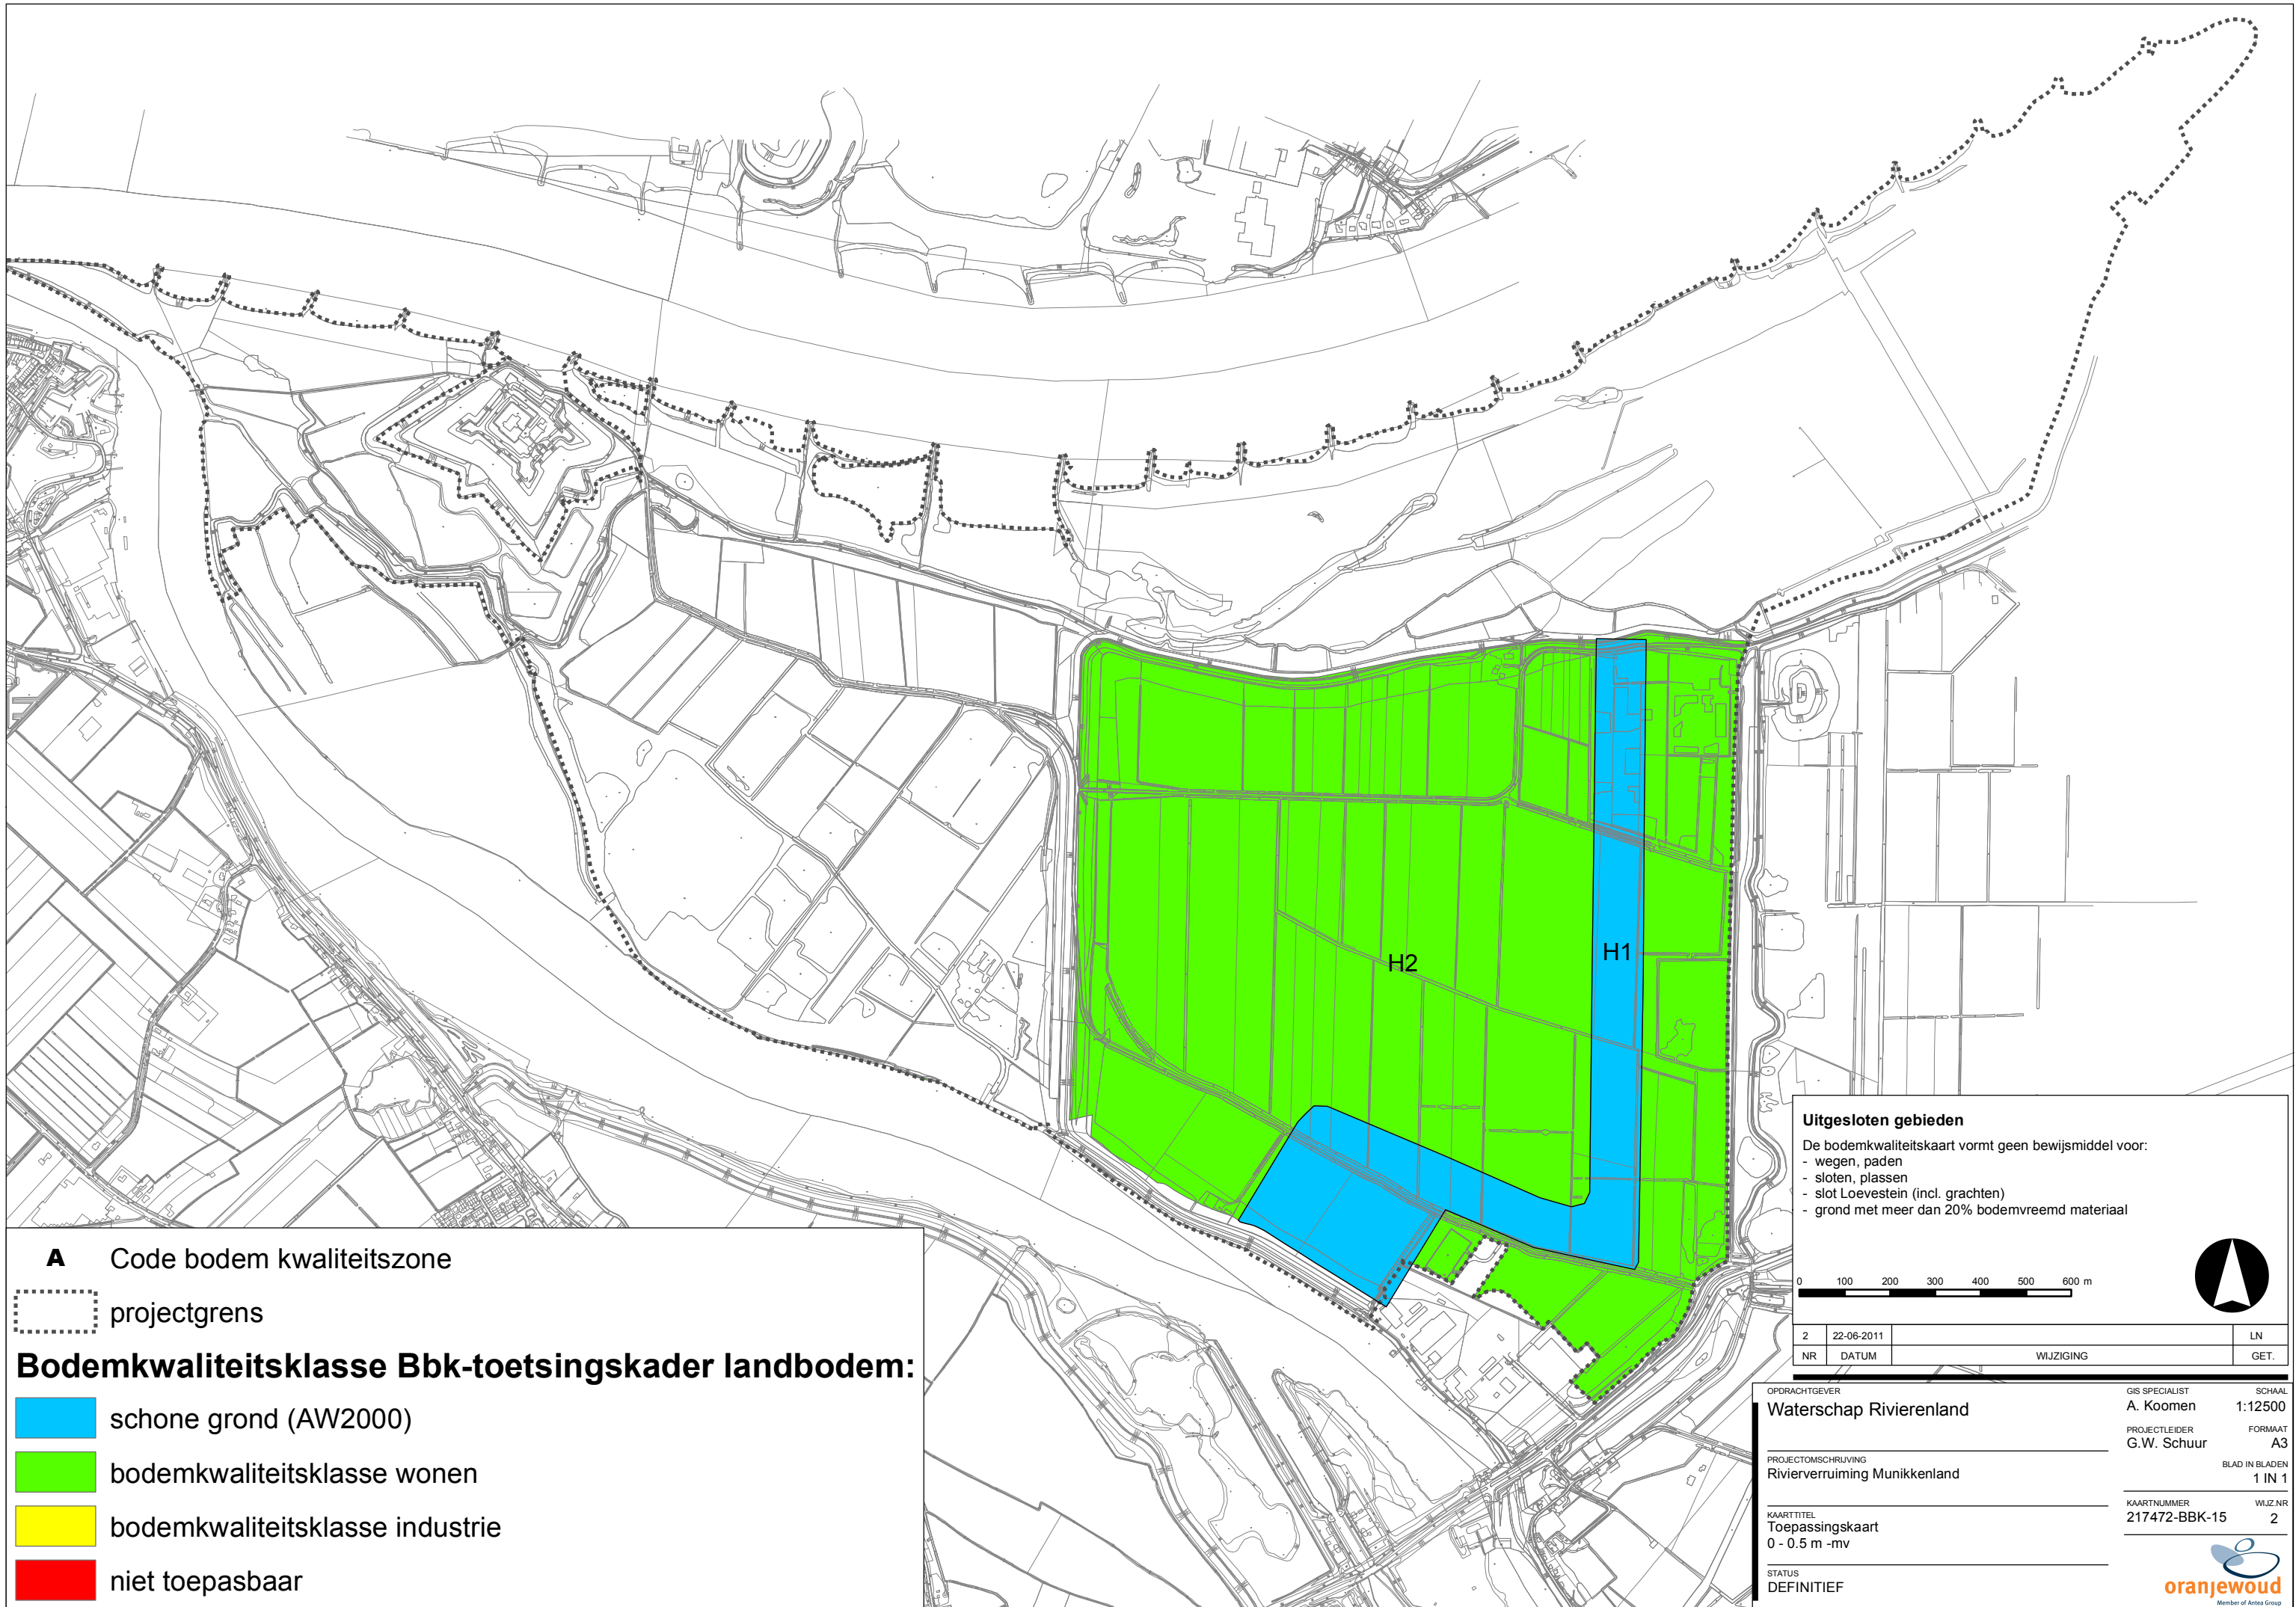 H2
H1
Uitgesloten gebieden
De bodemkwaliteitskaart vormt geen bewijsmiddel voor:
- wegen, paden
- sloten, plassen
- slot Loevestein (incl. grachten)
- grond met meer dan 20% bodemvreemd materiaal
0 100 200 300 400 500 600 m
2 22-06-2011 LN
NR DATUM WIJZIGING GET.
A Code bodem kwaliteitszone
projectgrens
Bodemkwaliteitsklasse Bbk-toetsingskader landbodem:
schone grond (AW2000)
bodemkwaliteitsklasse wonen
bodemkwaliteitsklasse industrie
niet toepasbaar
OPDRACHTGEVER
Waterschap Rivierenland
PROJECTOMSCHRIJVING
Rivierverruiming Munikkenland
KAARTTITEL
Toepassingskaart
0 - 0.5 m -mv
STATUS
DEFINITIEF
GIS SPECIALIST SCHAAL
A. Koomen 1:12500
PROJECTLEIDER FORMAAT
G.W. Schuur A3
BLAD IN BLADEN
1 IN 1
KAARTNUMMER WIJZ.NR
217472-BBK-15 2
oranjewoud
Member of Antea Group